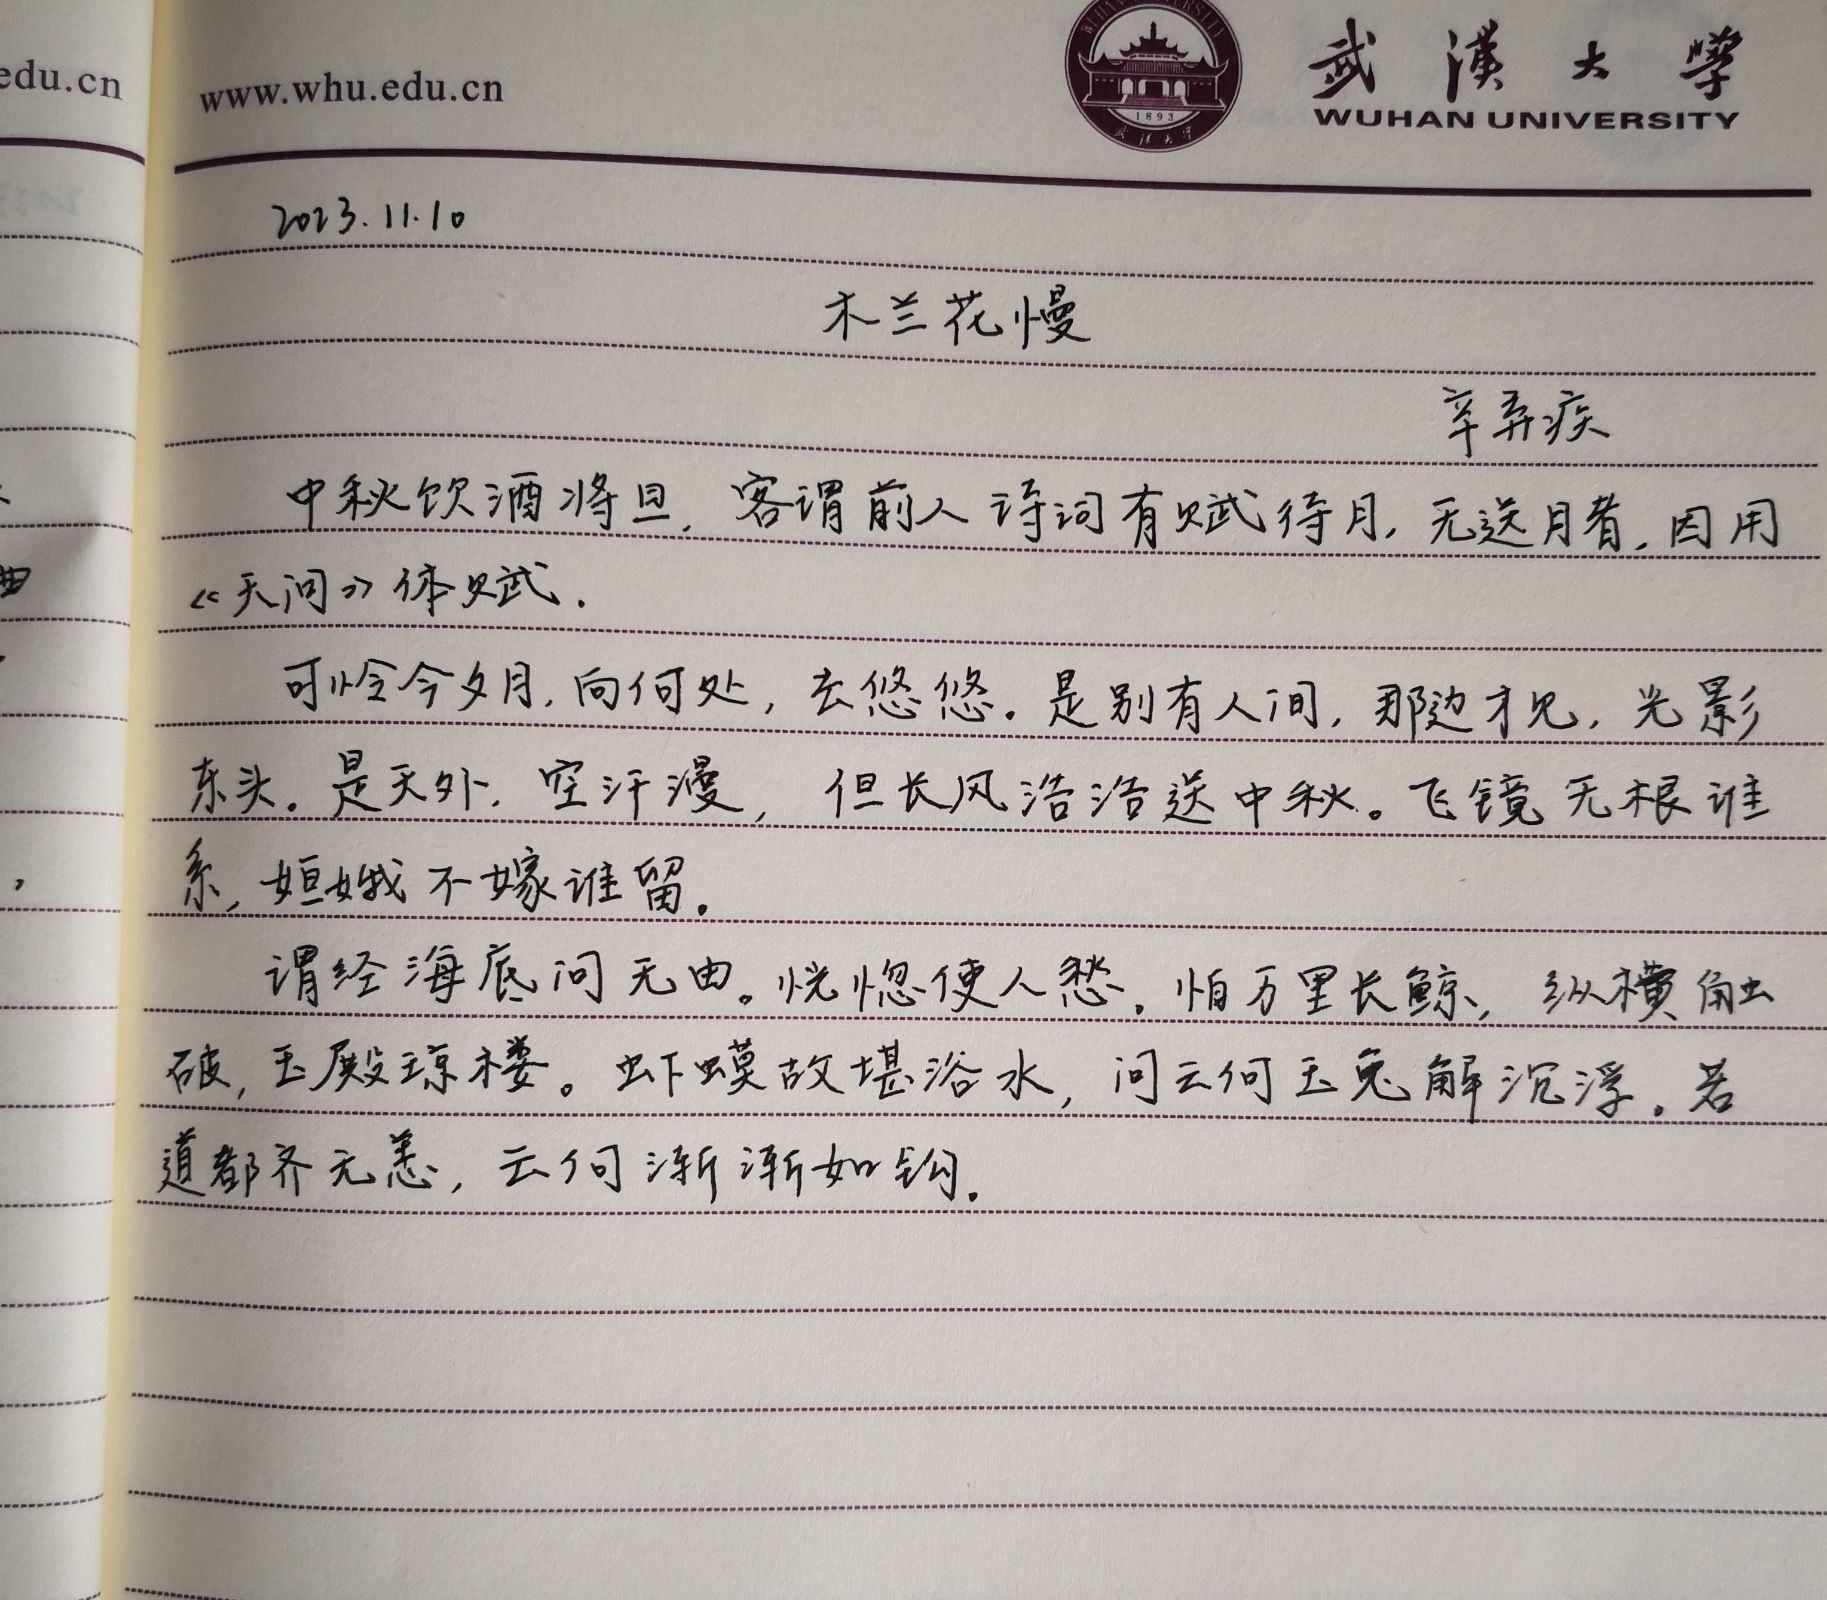 edu.cn
www.whu.edu.cn
WUHAN UNIVERSITY
1893
武汉大学
武漢大學
WUHAN UNIVERSITY
2023.11.10
木兰花慢
辛弃疾
中秋饮酒将旦,客谓前人诗词有赋待月,无送月者,因用
《天问》体赋.
可怜今夕月,向何处,去悠悠。是别有人间,那边才见,光影
东头。是天外,空汗漫,但长风浩浩送中秋。飞镜无根谁
系,姮娥不嫁谁留。
谓经海底问无由。恍惚使人愁。怕万里长鲸,纵横触
破,玉殿琼楼。虾蟆故堪浴水,问云何玉兔解沉浮。若
道都齐无恙,云何渐渐如钩。